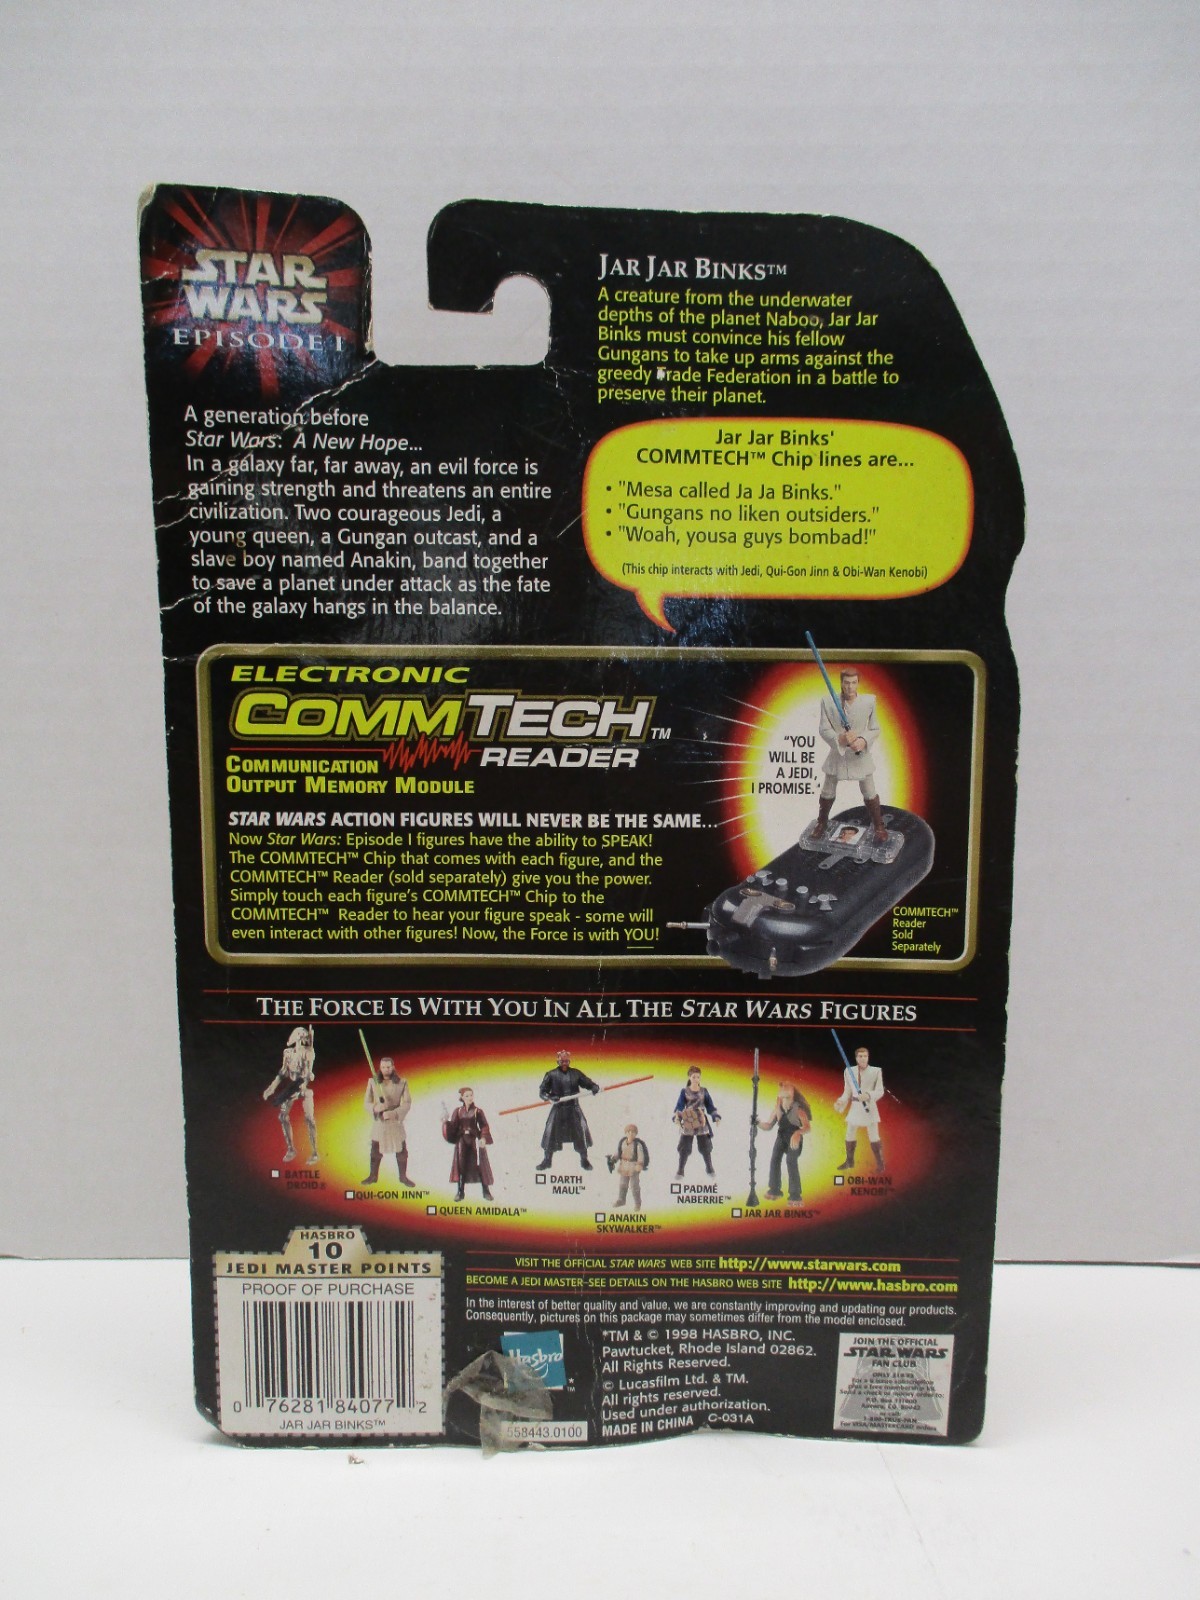 STAR
WARS
EPISODE I
A generation before
Star Wars: A New Hope...
In a galaxy far, far away, an evil force is
gaining strength and threatens an entire
civilization. Two courageous Jedi, a
young queen, a Gungan outcast, and a
slave boy named Anakin, band together
to save a planet under attack as the fate
of the galaxy hangs in the balance.
JAR JAR BINKS™
A creature from the underwater
depths of the planet Naboo, Jar Jar
Binks must convince his fellow
Gungans to take up arms against the
greedy Trade Federation in a battle to
preserve their planet.
Jar Jar Binks'
COMMTECH™ Chip lines are...
• "Mesa called Ja Ja Binks."
• "Gungans no liken outsiders."
• "Woah, yousa guys bombad!"
(This chip interacts with Jedi, Qui-Gon Jinn & Obi-Wan Kenobi)
ELECTRONIC
COMMTECH™
READER
COMMUNICATION
OUTPUT MEMORY MODULE
STAR WARS ACTION FIGURES WILL NEVER BE THE SAME...
Now Star Wars: Episode I figures have the ability to SPEAK!
The COMMTECH™ Chip that comes with each figure, and the
COMMTECH™ Reader (sold separately) give you the power.
Simply touch each figure's COMMTECH™ Chip to the
COMMTECH™ Reader to hear your figure speak - some will
even interact with other figures! Now, the Force is with YOU!
"YOU
WILL BE
A JEDI,
I PROMISE."
COMMTECH™
Reader
Sold
Separately
THE FORCE IS WITH YOU IN ALL THE STAR WARS FIGURES
BATTLE
DROID
QUI-GON JINN™
QUEEN AMIDALA™
DARTH
MAUL™
ANAKIN
SKYWALKER™
PADMÉ
NABERRIE™
JAR JAR BINKS™
OBI-WAN
KENOBI™
HASBRO
10
JEDI MASTER POINTS
PROOF OF PURCHASE
0 76281 84077 2
JAR JAR BINKS™
VISIT THE OFFICIAL STAR WARS WEB SITE http://www.starwars.com
BECOME A JEDI MASTER-SEE DETAILS ON THE HASBRO WEB SITE http://www.hasbro.com
In the interest of better quality and value, we are constantly improving and updating our products.
Consequently, pictures on this package may sometimes differ from the model enclosed.
Hasbro
*
™
558443.0100
*TM & © 1998 HASBRO, INC.
Pawtucket, Rhode Island 02862.
All Rights Reserved.
© Lucasfilm Ltd. & TM.
All rights reserved.
Used under authorization.
MADE IN CHINA C-031A
JOIN THE OFFICIAL
STAR WARS
FAN CLUB